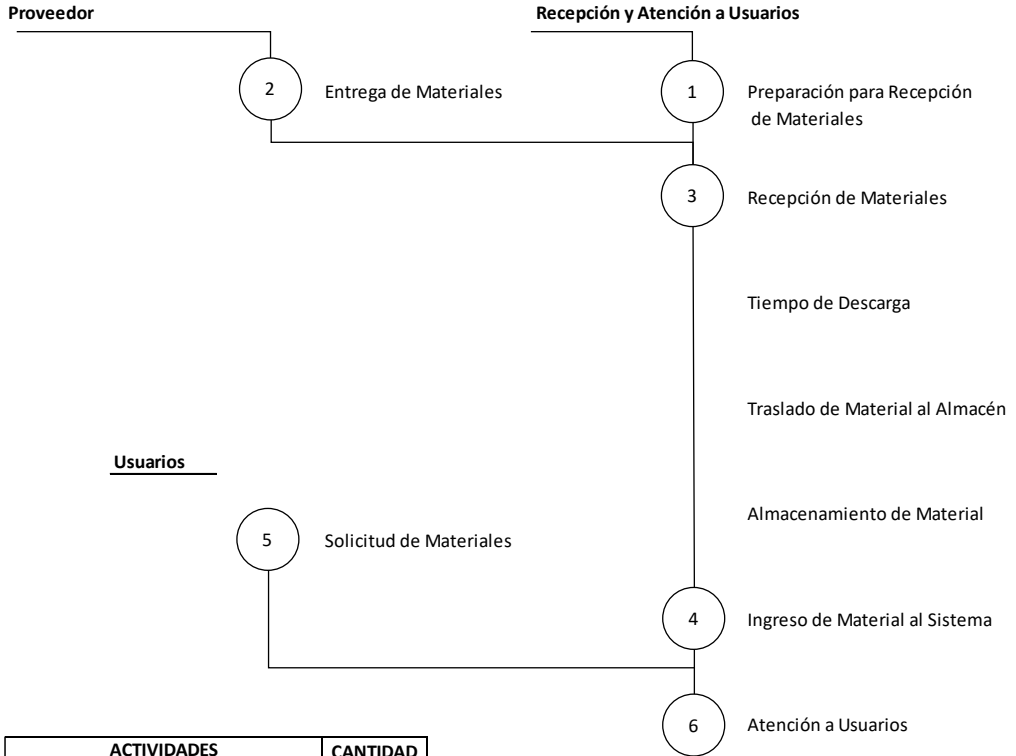 Proveedor
Recepción y Atención a Usuarios
2
Entrega de Materiales
1
Preparación para Recepción
de Materiales
3
Recepción de Materiales
Tiempo de Descarga
Traslado de Material al Almacén
Usuarios
Almacenamiento de Material
5
Solicitud de Materiales
4
Ingreso de Material al Sistema
6
Atención a Usuarios
ACTIVIDADES CANTIDAD